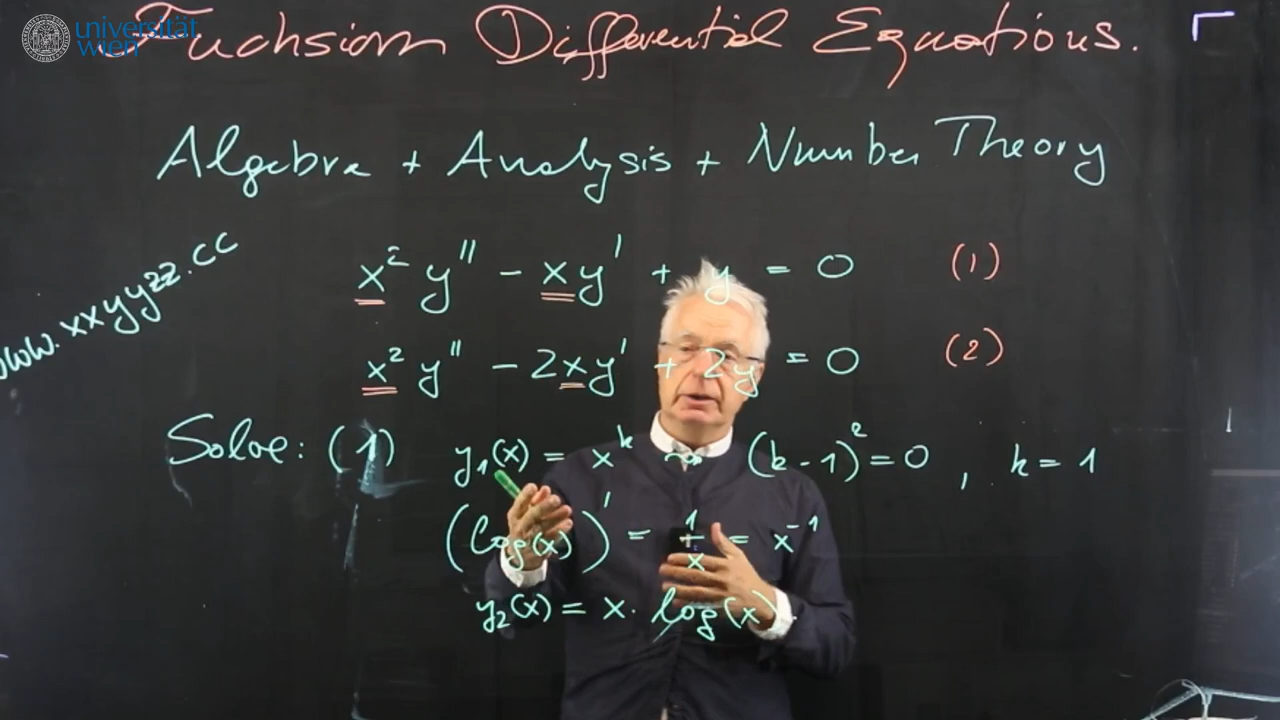 universität
wien
Fuchsian Differential Equations.
Algebra + Analysis + Number Theory
www.xxyyzz.cc
x² y'' - xy' + y = 0 (1)
x² y'' - 2xy' + 2y = 0 (2)
Solve: (1) y₁(x) = xᵏ ⇝ (k-1)² = 0, k = 1
(log(x))' = 1/x = x⁻¹
y₂(x) = x · log(x).